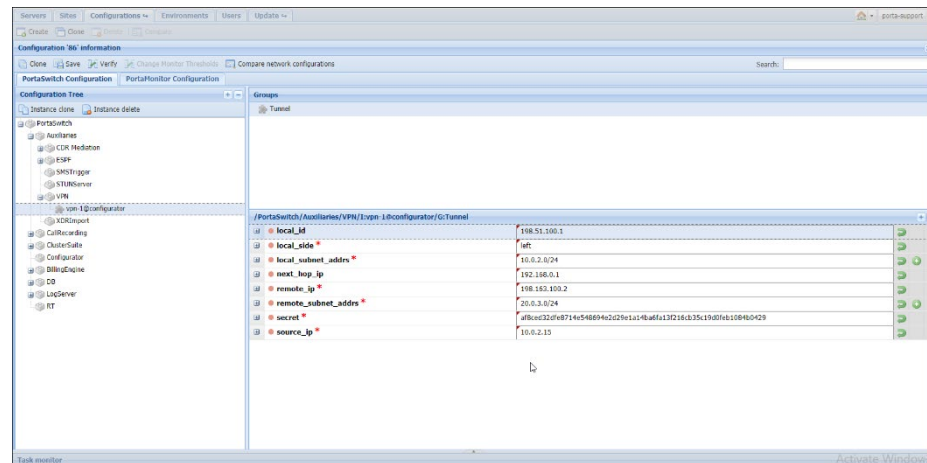 Servers Sites Configurations Environments Users Update porta-support
Create Close Delete Compare
Configuration '86' information
Clone Save Verify Change Monitor Thresholds Compare network configurations Search:
PortaSwitch Configuration PortaMonitor Configuration
Configuration Tree
Groups
Instance clone Instance delete
Tunnel
PortaSwitch
Auxiliaries
CDR Mediation
ESPF
SMSTrigger
STUNServer
VPN
vpn-1@configurator
XDRImport
CallRecording
ClusterSuite
Configurator
BillingEngine
DB
LogServer
RT
/PortaSwitch/Auxiliaries/VPN/I:vpn-1@configurator/G:Tunnel
local_id 198.51.100.1
local_side * left
local_subnet_addrs * 10.0.2.0/24
next_hop_ip 192.168.0.1
remote_ip * 198.163.100.2
remote_subnet_addrs * 20.0.3.0/24
secret *
source_ip * 10.0.2.15
Task monitor
Activate Window